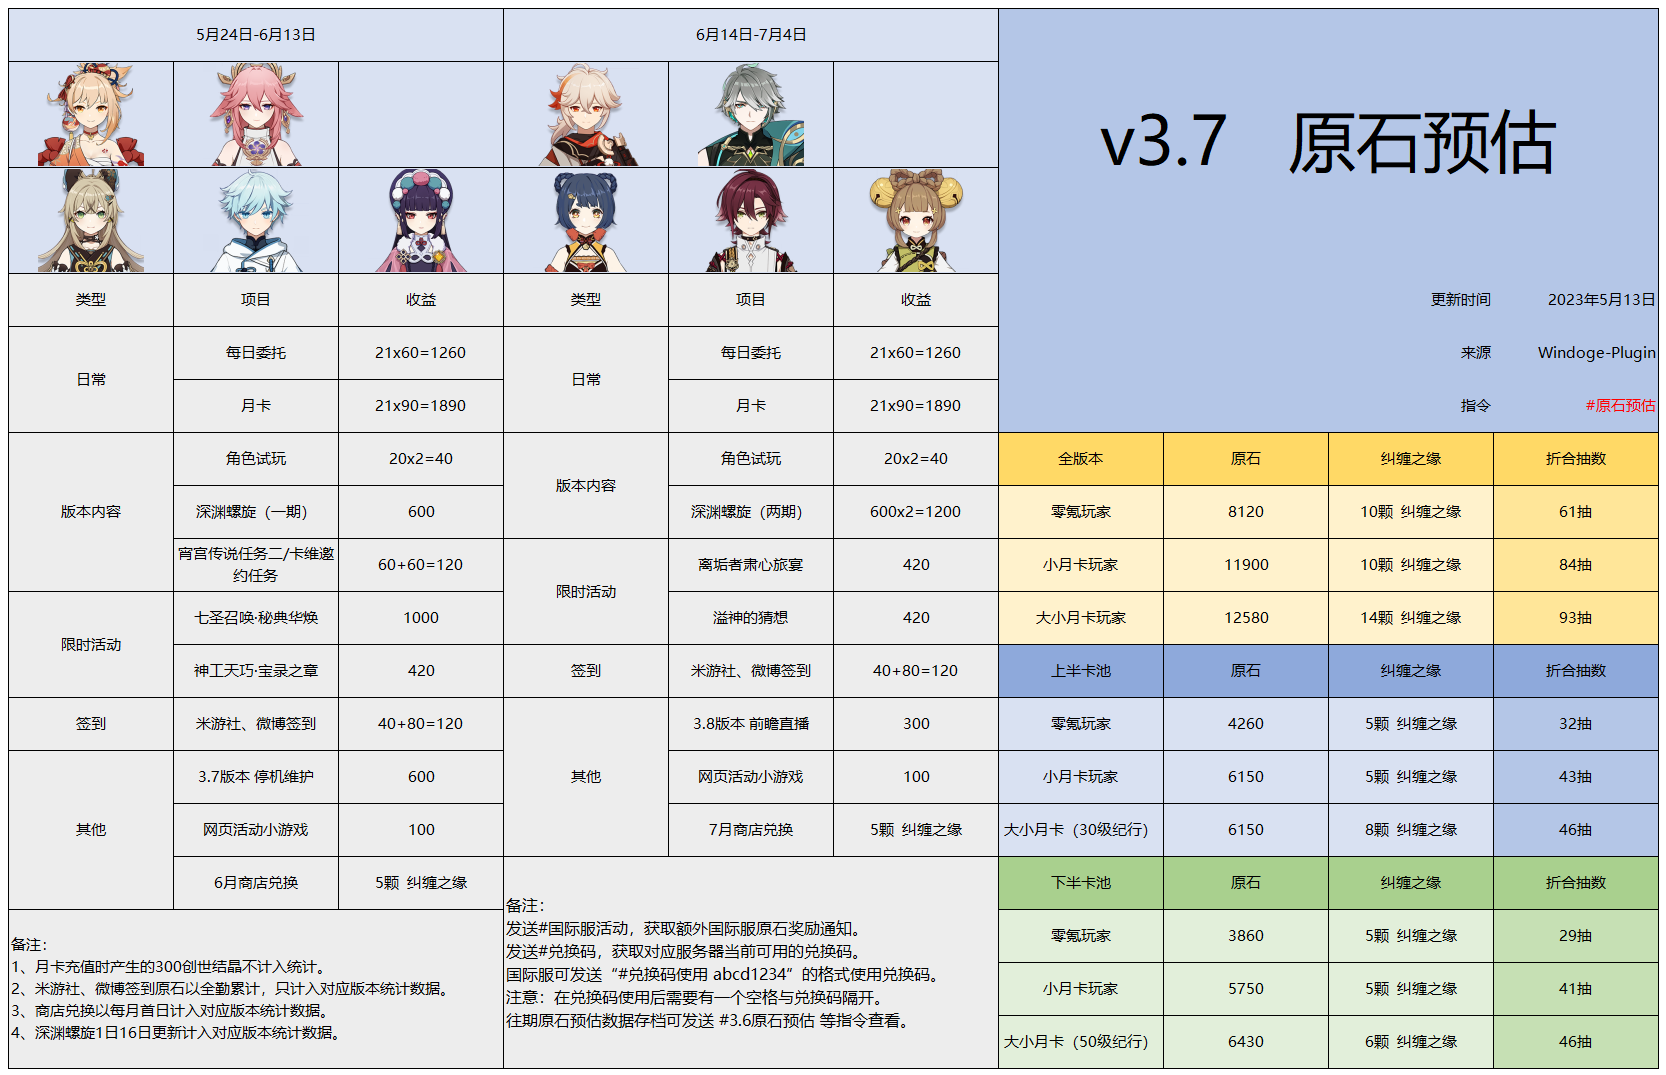 5月24日-6月13日
6月14日-7月4日
v3.7 原石预估
类型 项目 收益 类型 项目 收益
更新时间 2023年5月13日
日常
每日委托 21x60=1260
日常
每日委托 21x60=1260
来源 Windoge-Plugin
月卡 21x90=1890
月卡 21x90=1890
指令 #原石预估
版本内容
角色试玩 20x2=40
深渊螺旋（一期） 600
宵宫传说任务二/卡维邀
约任务
60+60=120
版本内容
角色试玩 20x2=40
深渊螺旋（两期） 600x2=1200
限时活动
七圣召唤·秘典华焕 1000
神工天巧·宝录之章 420
限时活动
离垢者肃心旅宴 420
溢神的猜想 420
签到 米游社、微博签到 40+80=120
签到 米游社、微博签到 40+80=120
其他
3.7版本 停机维护 600
网页活动小游戏 100
6月商店兑换 5颗 纠缠之缘
其他
3.8版本 前瞻直播 300
网页活动小游戏 100
7月商店兑换 5颗 纠缠之缘
全版本 原石 纠缠之缘 折合抽数
零氪玩家 8120 10颗 纠缠之缘 61抽
小月卡玩家 11900 10颗 纠缠之缘 84抽
大小月卡玩家 12580 14颗 纠缠之缘 93抽
上半卡池 原石 纠缠之缘 折合抽数
零氪玩家 4260 5颗 纠缠之缘 32抽
小月卡玩家 6150 5颗 纠缠之缘 43抽
大小月卡（30级纪行） 6150 8颗 纠缠之缘 46抽
下半卡池 原石 纠缠之缘 折合抽数
零氪玩家 3860 5颗 纠缠之缘 29抽
小月卡玩家 5750 5颗 纠缠之缘 41抽
大小月卡（50级纪行） 6430 6颗 纠缠之缘 46抽
备注：
1、月卡充值时产生的300创世结晶不计入统计。
2、米游社、微博签到原石以全勤累计，只计入对应版本统计数据。
3、商店兑换以每月首日计入对应版本统计数据。
4、深渊螺旋1日16日更新计入对应版本统计数据。
备注：
发送#国际服活动，获取额外国际服原石奖励通知。
发送#兑换码，获取对应服务器当前可用的兑换码。
国际服可发送“#兑换码使用 abcd1234”的格式使用兑换码。
注意：在兑换码使用后需要有一个空格与兑换码隔开。
往期原石预估数据存档可发送 #3.6原石预估 等指令查看。